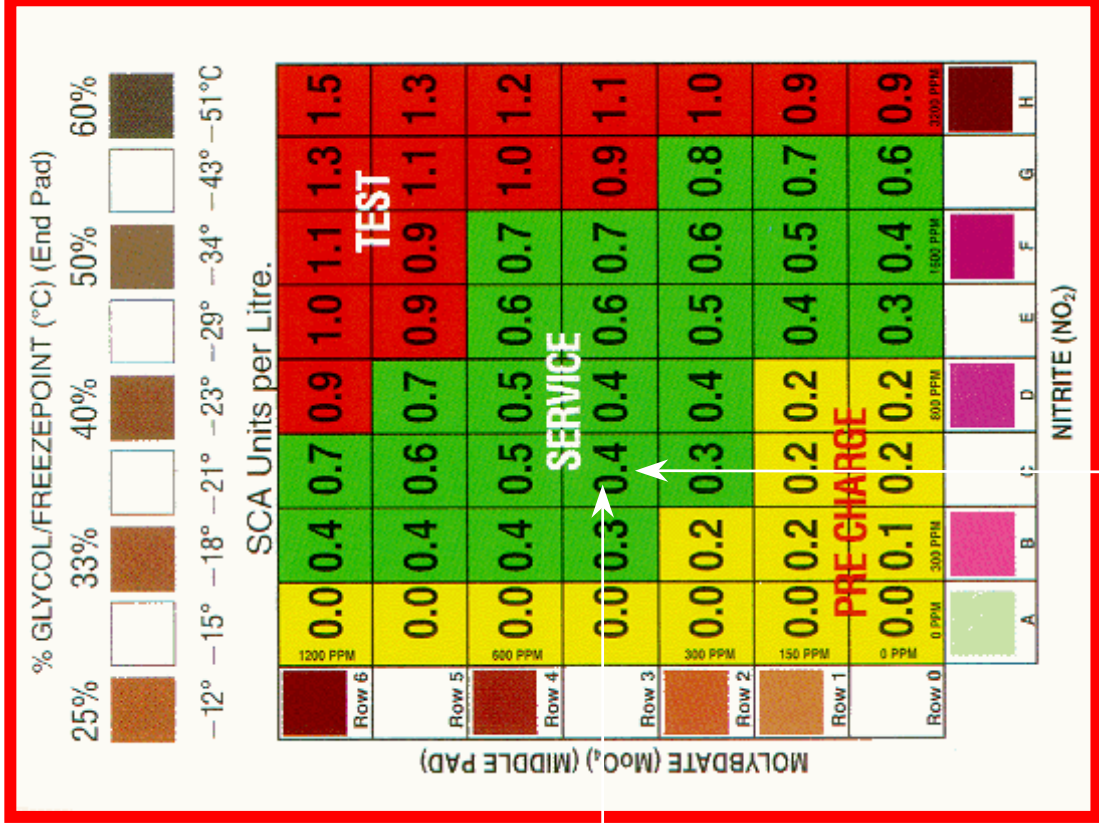 % GLYCOL/FREEZEPOINT (°C) (End Pad)
25% 33% 40% 50% 60%
–12° –15° –18° –21° –23° –29° –34° –43° –51°C
SCA Units per Litre.
MOLYBDATE (MoO₄) (MIDDLE PAD)
Row 6 1200 PPM 0.0 0.4 0.7 0.9 1.0 1.1 1.3 1.5
TEST
Row 5 0.0 0.4 0.6 0.7 0.9 0.9 1.1 1.3
Row 4 600 PPM 0.0 0.4 0.5 0.5 0.6 0.7 1.0 1.2
SERVICE
Row 3 0.0 0.3 0.4 0.4 0.6 0.7 0.9 1.1
Row 2 300 PPM 0.0 0.2 0.3 0.4 0.5 0.6 0.8 1.0
Row 1 150 PPM 0.0 0.2 0.2 0.2 0.4 0.5 0.7 0.9
PRE CHARGE
Row 0 0 PPM 0.0 0.1 0.2 0.2 0.3 0.4 0.6 0.9
0 PPM 300 PPM 800 PPM 1600 PPM 3200 PPM
A B C D E F G H
NITRITE (NO₂)